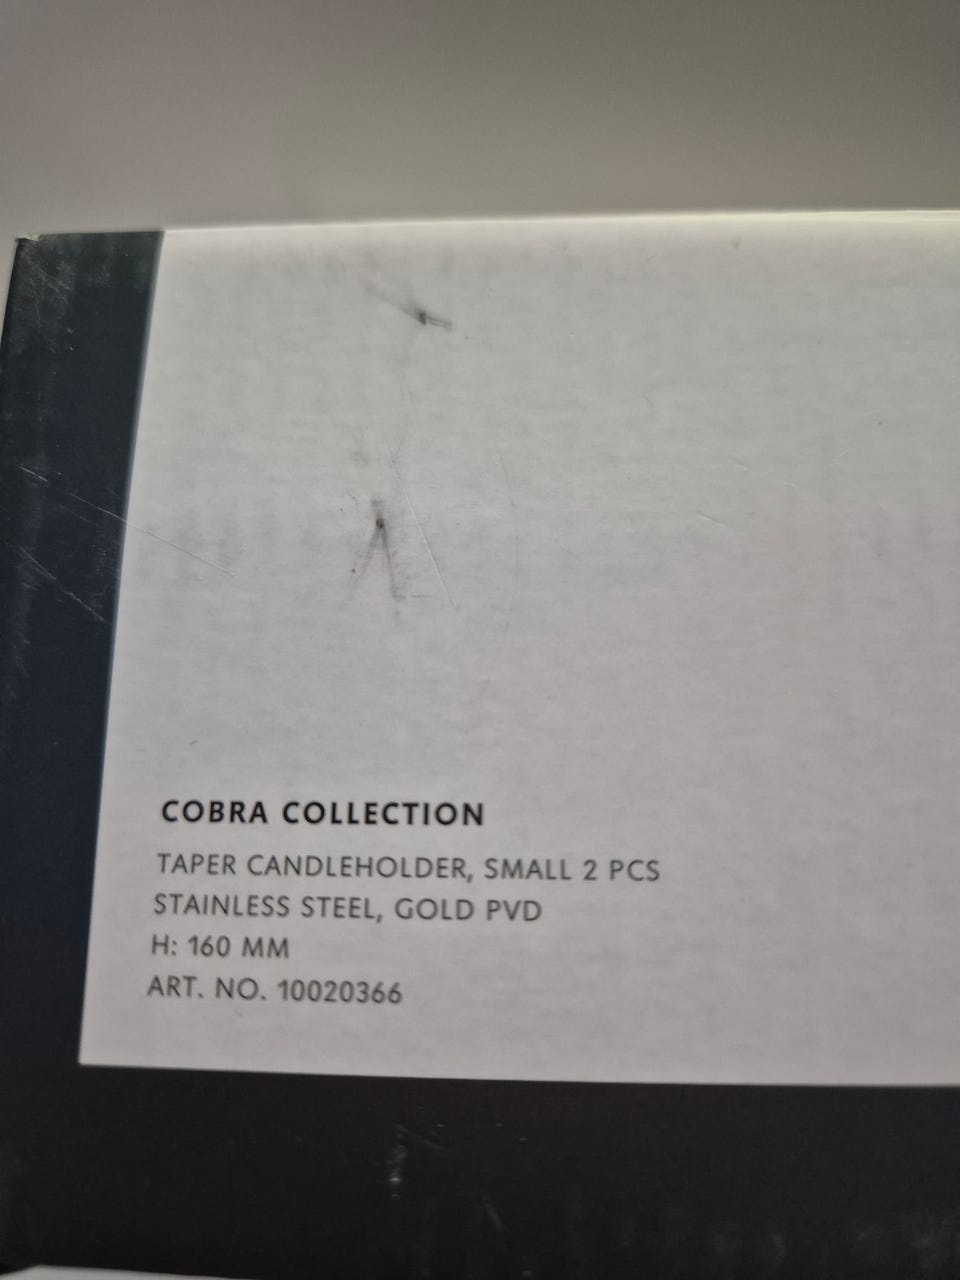 COBRA COLLECTION
TAPER CANDLEHOLDER, SMALL 2 PCS
STAINLESS STEEL, GOLD PVD
H: 160 MM
ART. NO. 10020366